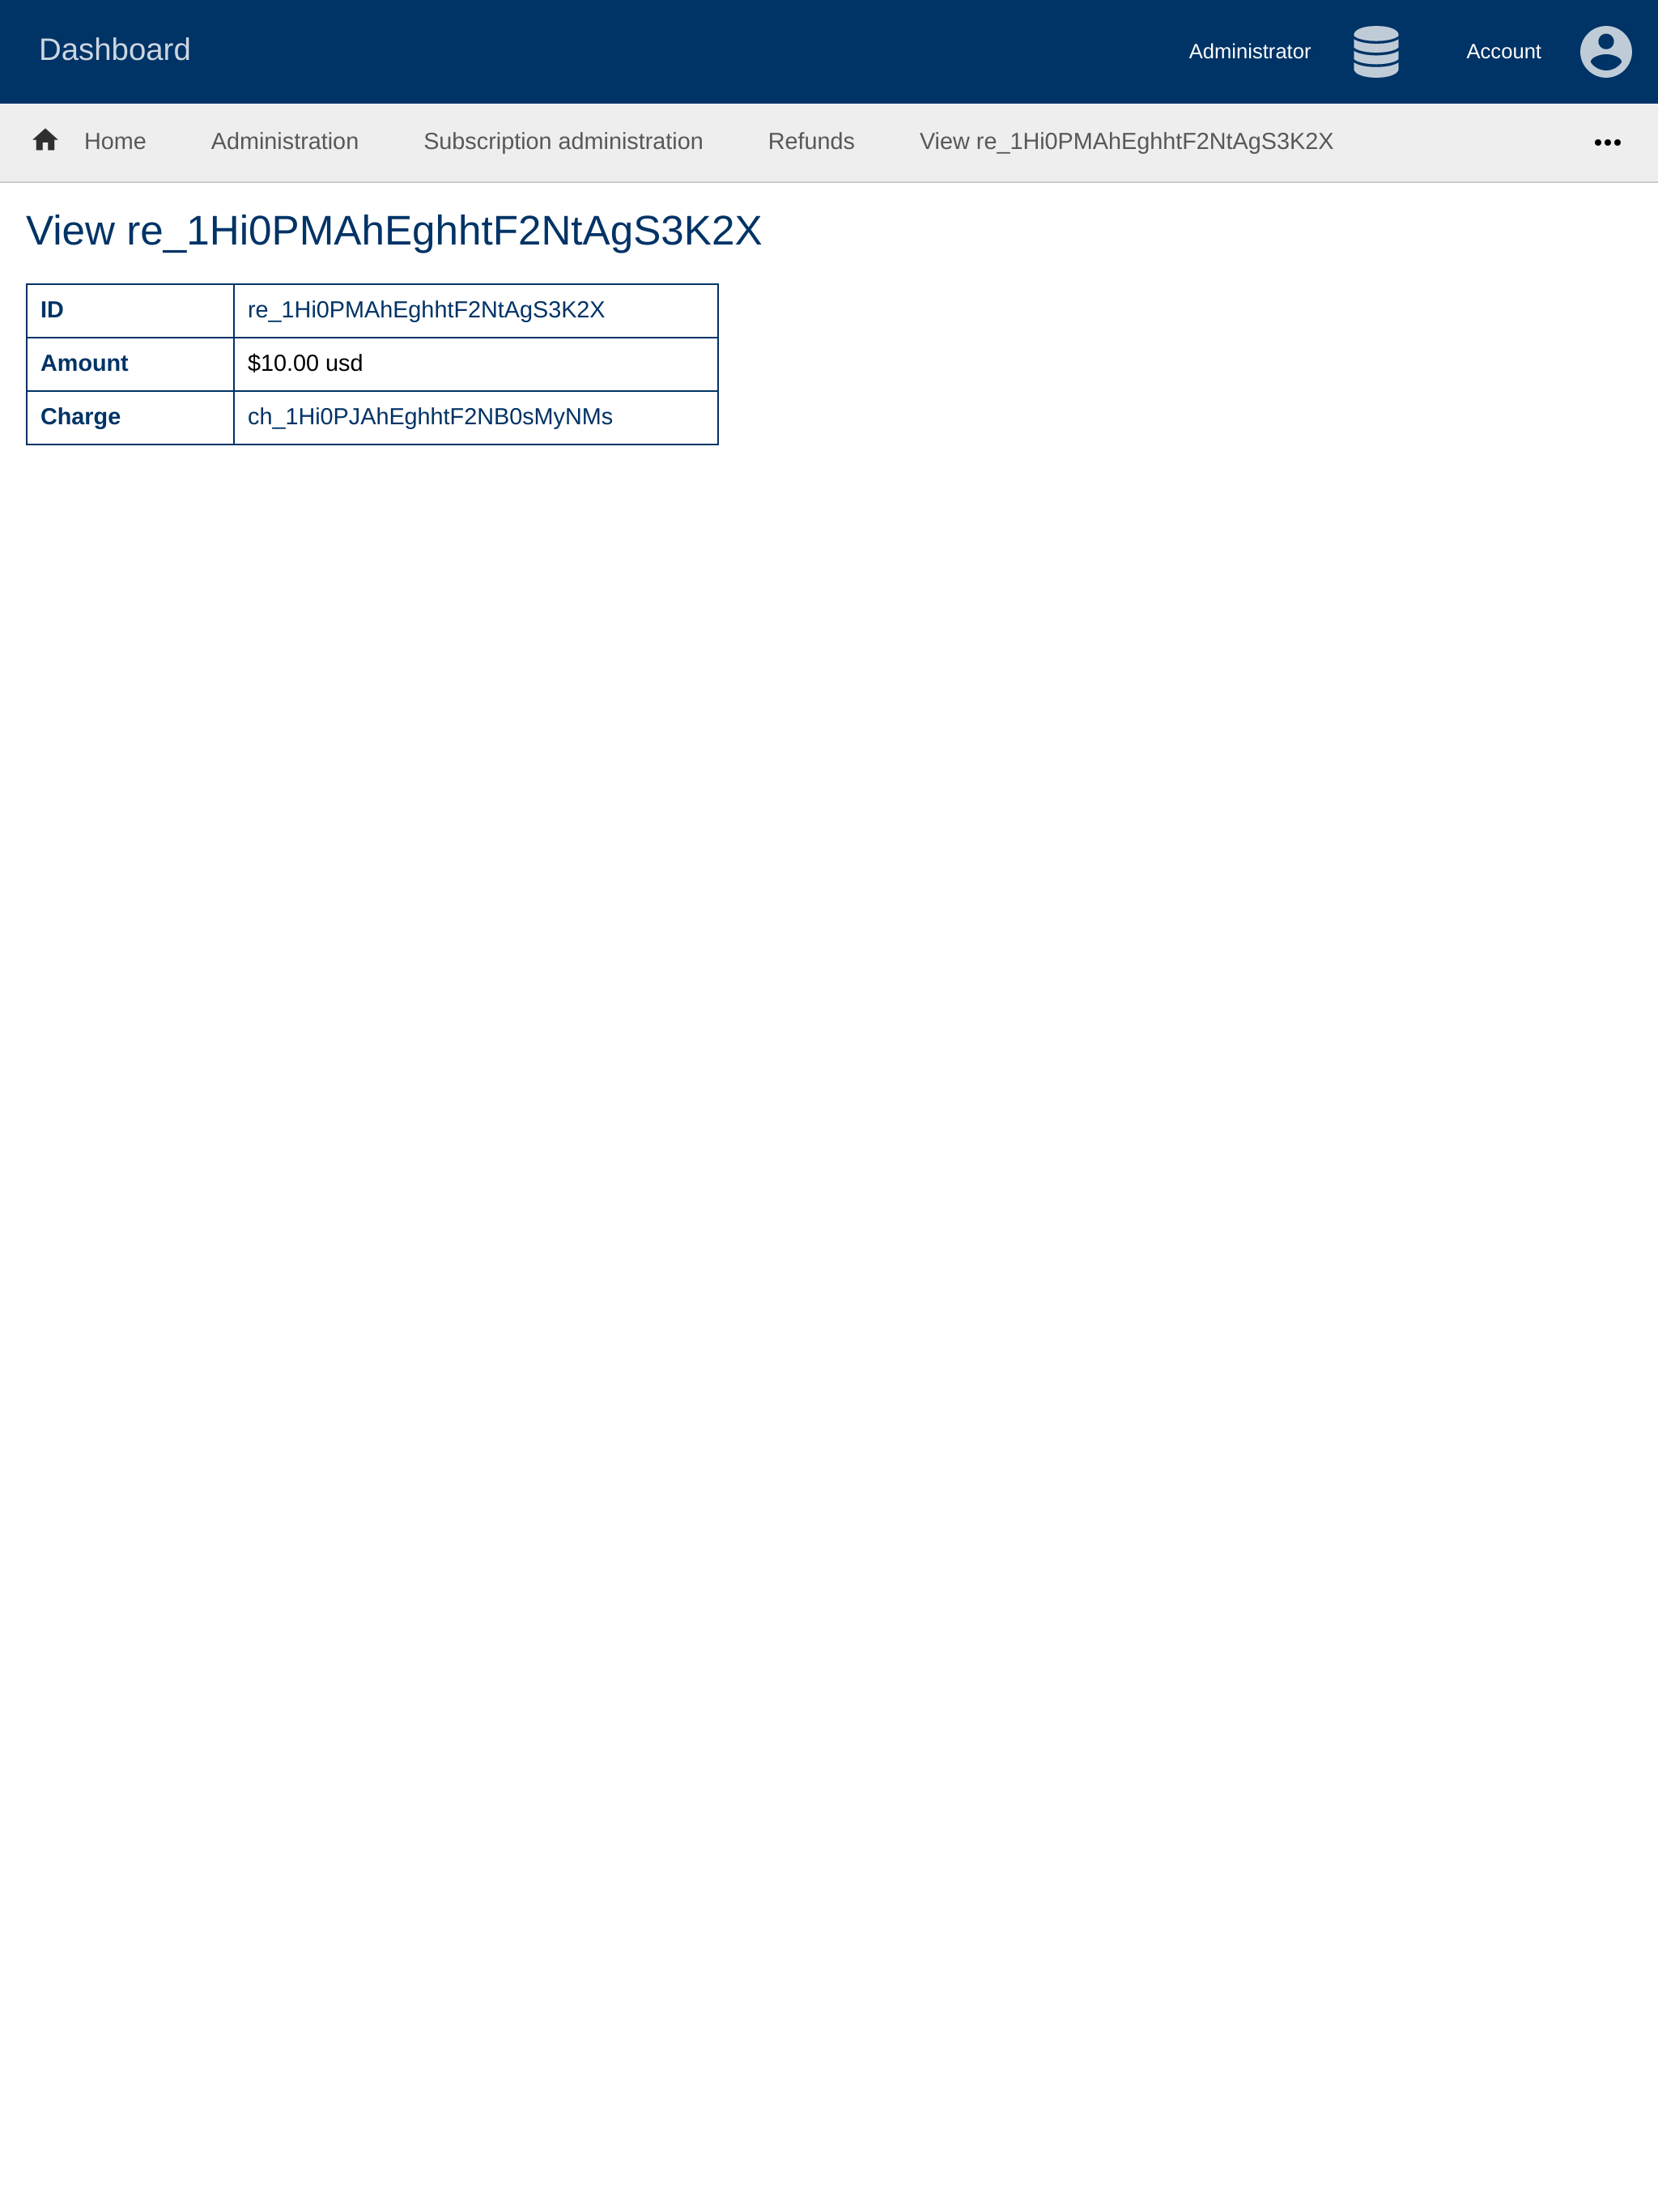 Dashboard
Administrator
Account
Home
Administration
Subscription administration
Refunds
View re_1Hi0PMAhEghhtF2NtAgS3K2X
•••
View re_1Hi0PMAhEghhtF2NtAgS3K2X
ID re_1Hi0PMAhEghhtF2NtAgS3K2X
Amount $10.00 usd
Charge ch_1Hi0PJAhEghhtF2NB0sMyNMs